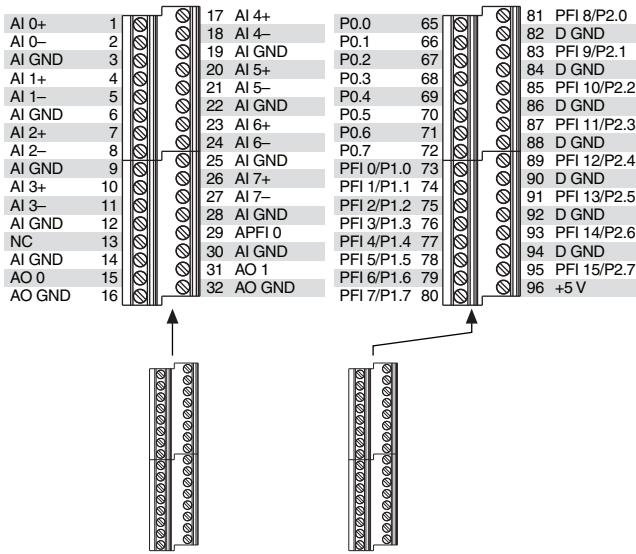 AI 0+ 1
AI 0– 2
AI GND 3
AI 1+ 4
AI 1– 5
AI GND 6
AI 2+ 7
AI 2– 8
AI GND 9
AI 3+ 10
AI 3– 11
AI GND 12
NC 13
AI GND 14
AO 0 15
AO GND 16
17 AI 4+
18 AI 4–
19 AI GND
20 AI 5+
21 AI 5–
22 AI GND
23 AI 6+
24 AI 6–
25 AI GND
26 AI 7+
27 AI 7–
28 AI GND
29 APFI 0
30 AI GND
31 AO 1
32 AO GND
P0.0 65
P0.1 66
P0.2 67
P0.3 68
P0.4 69
P0.5 70
P0.6 71
P0.7 72
PFI 0/P1.0 73
PFI 1/P1.1 74
PFI 2/P1.2 75
PFI 3/P1.3 76
PFI 4/P1.4 77
PFI 5/P1.5 78
PFI 6/P1.6 79
PFI 7/P1.7 80
81 PFI 8/P2.0
82 D GND
83 PFI 9/P2.1
84 D GND
85 PFI 10/P2.2
86 D GND
87 PFI 11/P2.3
88 D GND
89 PFI 12/P2.4
90 D GND
91 PFI 13/P2.5
92 D GND
93 PFI 14/P2.6
94 D GND
95 PFI 15/P2.7
96 +5 V